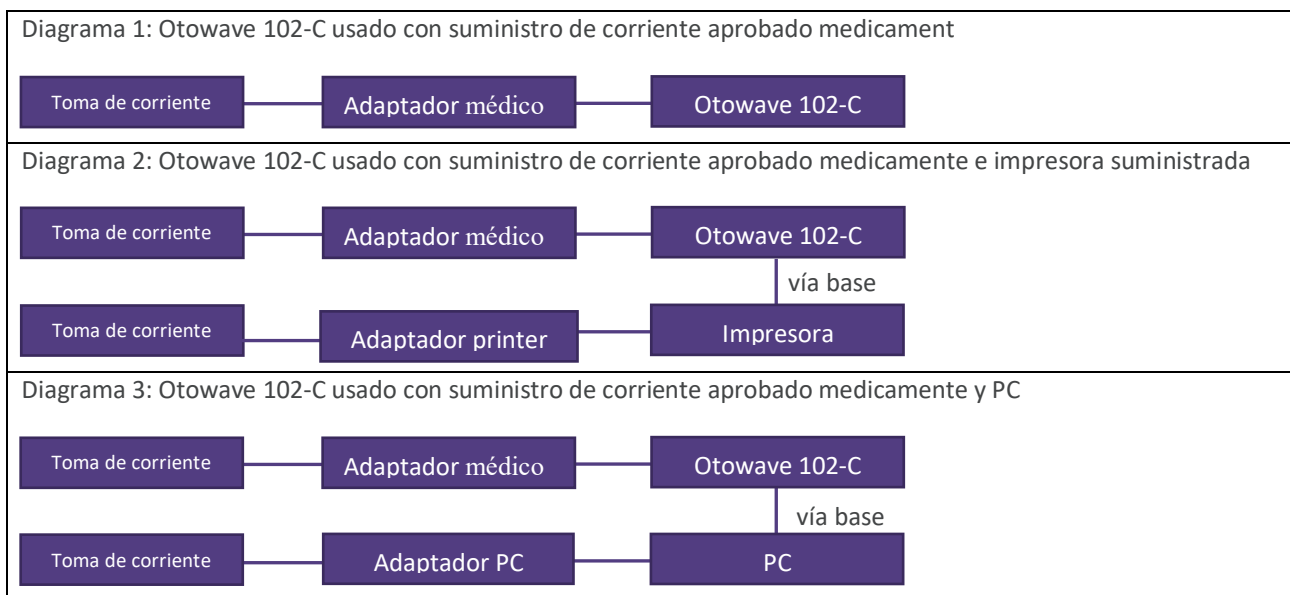 Diagrama 1: Otowave 102-C usado con suministro de corriente aprobado medicament
Toma de corriente Adaptador médico Otowave 102-C
Diagrama 2: Otowave 102-C usado con suministro de corriente aprobado medicamente e impresora suministrada
Toma de corriente Adaptador médico Otowave 102-C
vía base
Toma de corriente Adaptador printer Impresora
Diagrama 3: Otowave 102-C usado con suministro de corriente aprobado medicamente y PC
Toma de corriente Adaptador médico Otowave 102-C
vía base
Toma de corriente Adaptador PC PC